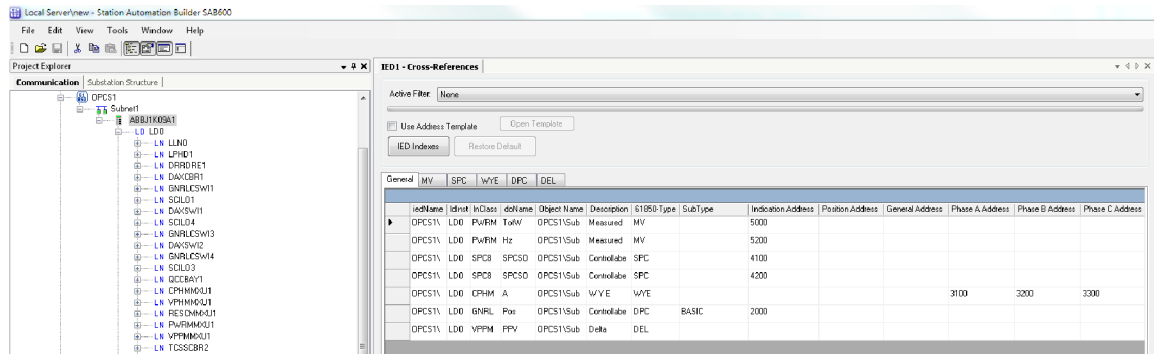 Local Server\new - Station Automation Builder SAB600
File Edit View Tools Window Help
Project Explorer
Communication Substation Structure
OPCS1
Subnet1
ABBJ1K09A1
LD LD0
LN LLN0
LN LPHD1
LN DRRDRE1
LN DAXCBR1
LN GNRLCSWI1
LN SCILO1
LN DAXSWI1
LN SCILO4
LN GNRLCSWI3
LN DAXSWI2
LN GNRLCSWI4
LN SCILO3
LN QCCBAY1
LN CPHMMXU1
LN VPHMMXU1
LN RESCMMXU1
LN PWRMMXU1
LN VPPMMXU1
LN TCSSCBR2
IED1 - Cross-References
Active Filter: None
Use Address Template Open Template
IED Indexes Restore Default
General MV SPC WYE DPC DEL
iedName ldInst lnClass doName Object Name Description 61850-Type SubType Indication Address Position Address General Address Phase A Address Phase B Address Phase C Address
OPCS1\ LD0 PWRM TotW OPCS1\Sub Measured MV 5000
OPCS1\ LD0 PWRM Hz OPCS1\Sub Measured MV 5200
OPCS1\ LD0 SPC8 SPCSO OPCS1\Sub Controllabe SPC 4100
OPCS1\ LD0 SPC8 SPCSO OPCS1\Sub Controllabe SPC 4200
OPCS1\ LD0 CPHM A OPCS1\Sub W Y E WYE 3100 3200 3300
OPCS1\ LD0 GNRL Pos OPCS1\Sub Controllabe DPC BASIC 2000
OPCS1\ LD0 VPPM PPV OPCS1\Sub Delta DEL